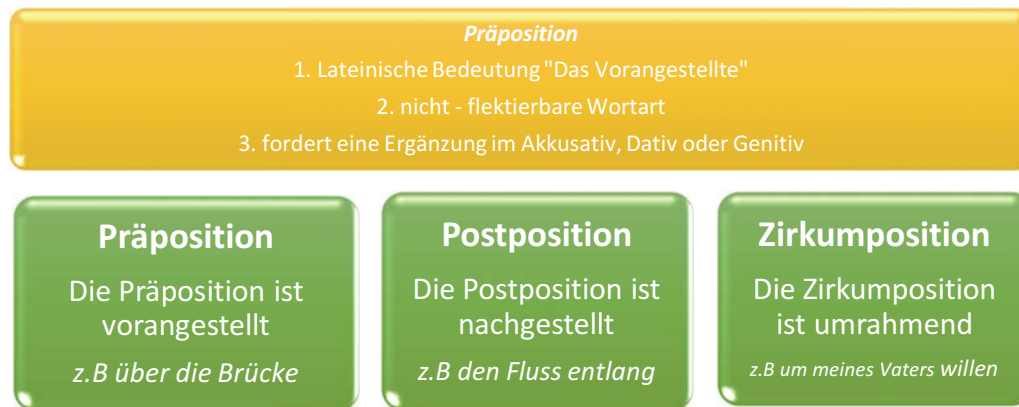 Präposition
1. Lateinische Bedeutung "Das Vorangestellte"
2. nicht - flektierbare Wortart
3. fordert eine Ergänzung im Akkusativ, Dativ oder Genitiv
Präposition
Die Präposition ist
vorangestellt
z.B über die Brücke
Postposition
Die Postposition ist
nachgestellt
z.B den Fluss entlang
Zirkumposition
Die Zirkumposition
ist umrahmend
z.B um meines Vaters willen